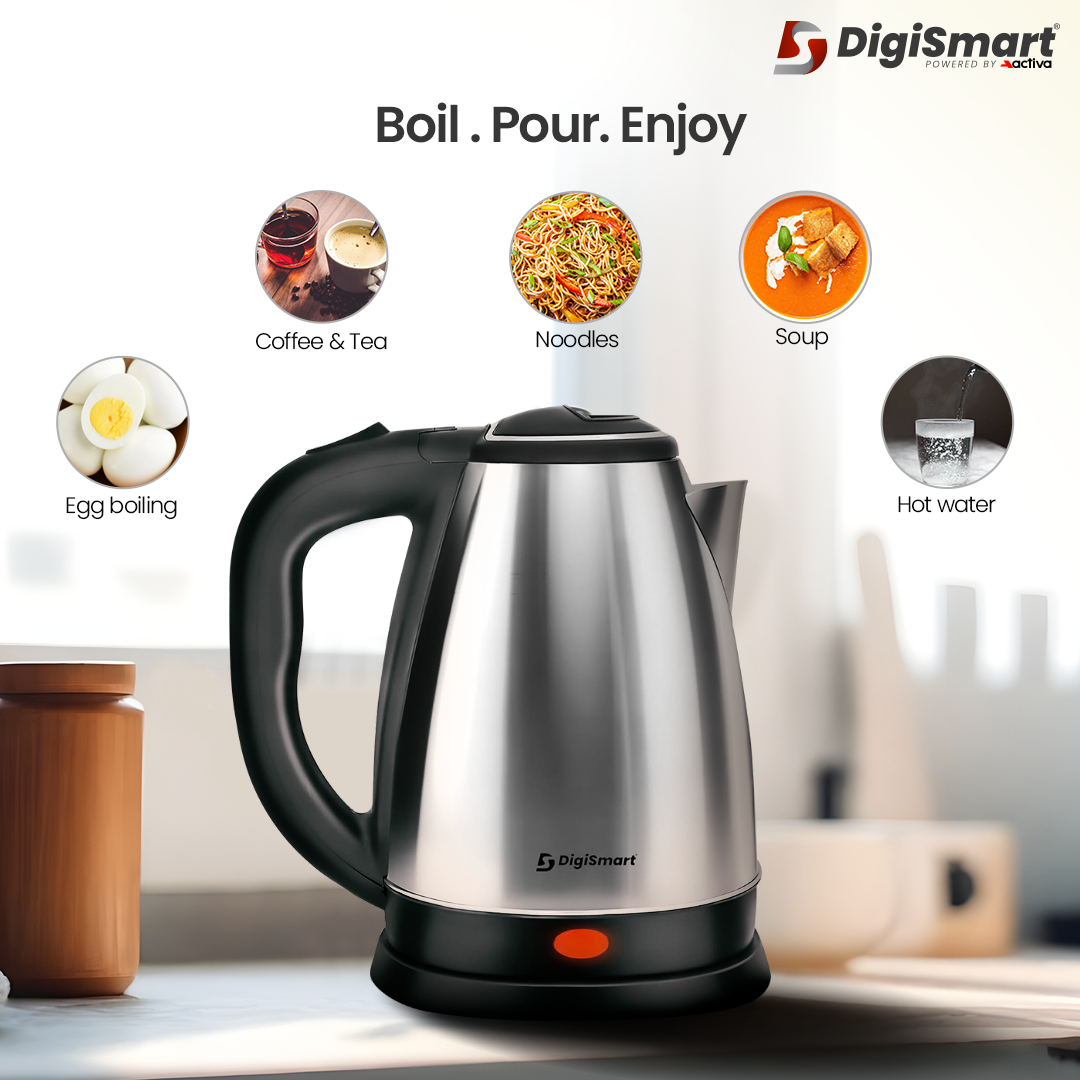 DigiSmart®
POWERED BY activa
Boil . Pour. Enjoy
Coffee & Tea
Noodles
Soup
Egg boiling
Hot water
DigiSmart